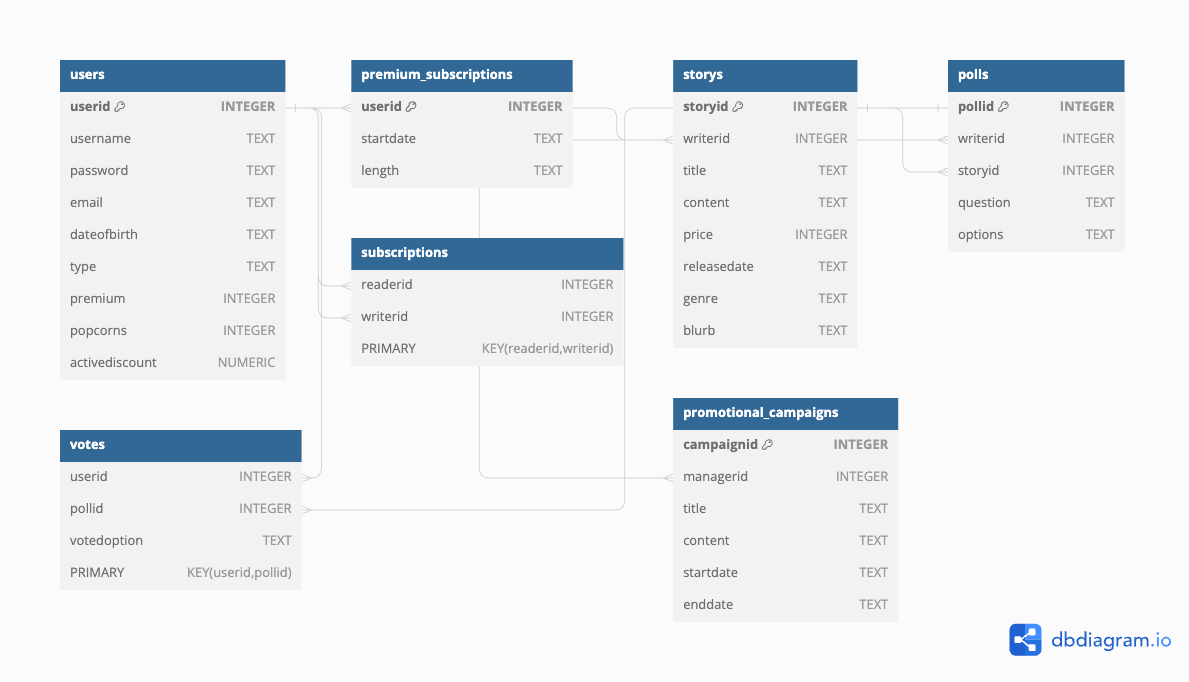 users
userid INTEGER
username TEXT
password TEXT
email TEXT
dateofbirth TEXT
type TEXT
premium INTEGER
popcorns INTEGER
activediscount NUMERIC
premium_subscriptions
userid INTEGER
startdate TEXT
length TEXT
storys
storyid INTEGER
writerid INTEGER
title TEXT
content TEXT
price INTEGER
releasedate TEXT
genre TEXT
blurb TEXT
polls
pollid INTEGER
writerid INTEGER
storyid INTEGER
question TEXT
options TEXT
subscriptions
readerid INTEGER
writerid INTEGER
PRIMARY KEY(readerid,writerid)
votes
userid INTEGER
pollid INTEGER
votedoption TEXT
PRIMARY KEY(userid,pollid)
promotional_campaigns
campaignid INTEGER
managerid INTEGER
title TEXT
content TEXT
startdate TEXT
enddate TEXT
dbdiagram.io